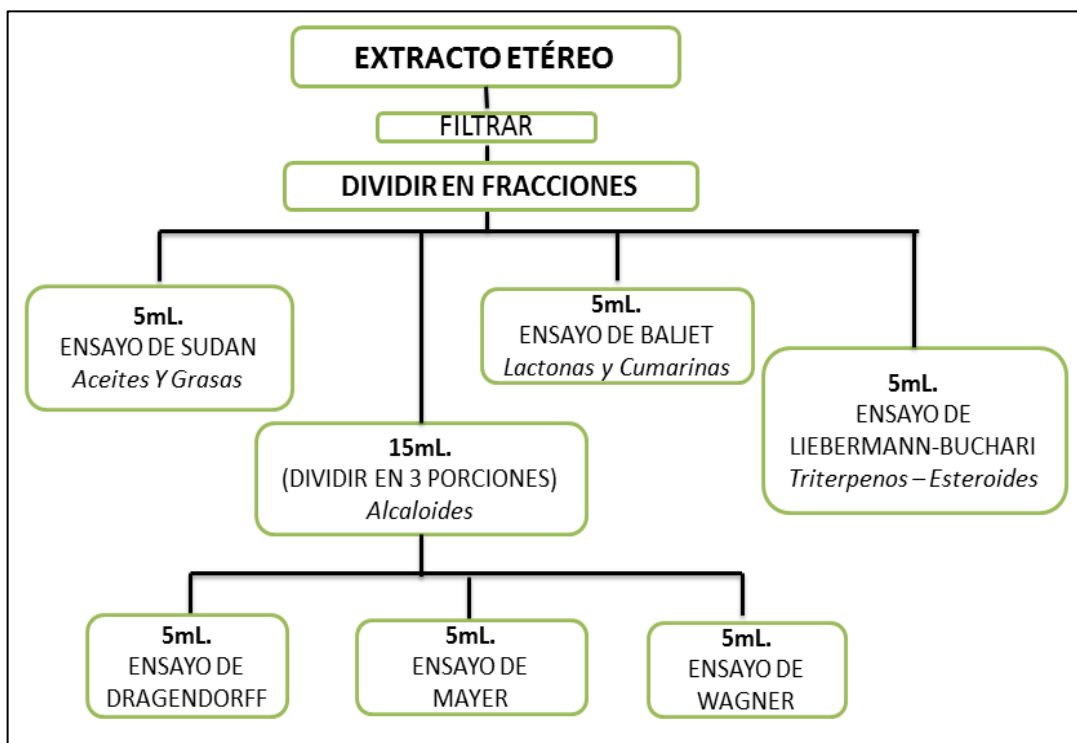 EXTRACTO ETÉREO
FILTRAR
DIVIDIR EN FRACCIONES
5mL.
ENSAYO DE SUDAN
Aceites Y Grasas
15mL.
(DIVIDIR EN 3 PORCIONES)
Alcaloides
5mL.
ENSAYO DE BALJET
Lactonas y Cumarinas
5mL.
ENSAYO DE
LIEBERMANN-BUCHARI
Triterpenos – Esteroides
5mL.
ENSAYO DE
DRAGENDORFF
5mL.
ENSAYO DE
MAYER
5mL.
ENSAYO DE
WAGNER